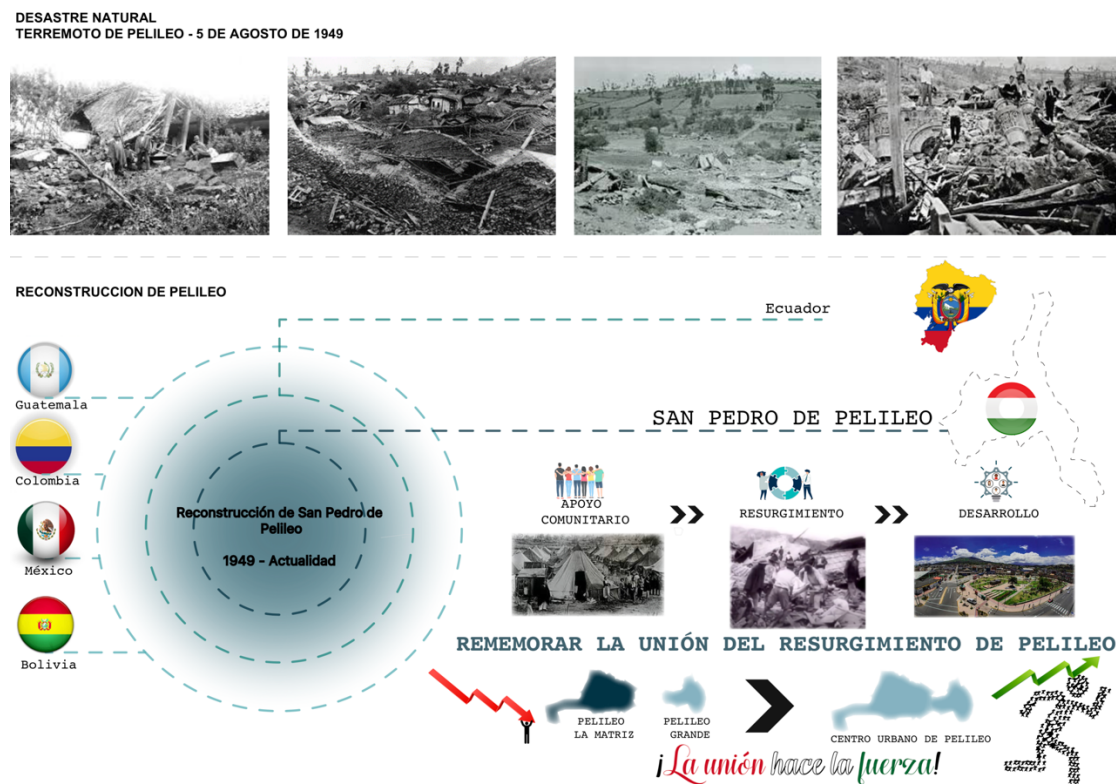 DESASTRE NATURAL
TERREMOTO DE PELILEO - 5 DE AGOSTO DE 1949
RECONSTRUCCION DE PELILEO
Ecuador
Guatemala
Colombia
México
Bolivia
Reconstrucción de San Pedro de
Pelileo
1949 - Actualidad
SAN PEDRO DE PELILEO
APOYO
COMUNITARIO
RESURGIMIENTO
DESARROLLO
REMEMORAR LA UNIÓN DEL RESURGIMIENTO DE PELILEO
PELILEO
LA MATRIZ
PELILEO
GRANDE
CENTRO URBANO DE PELILEO
¡La unión hace la fuerza!